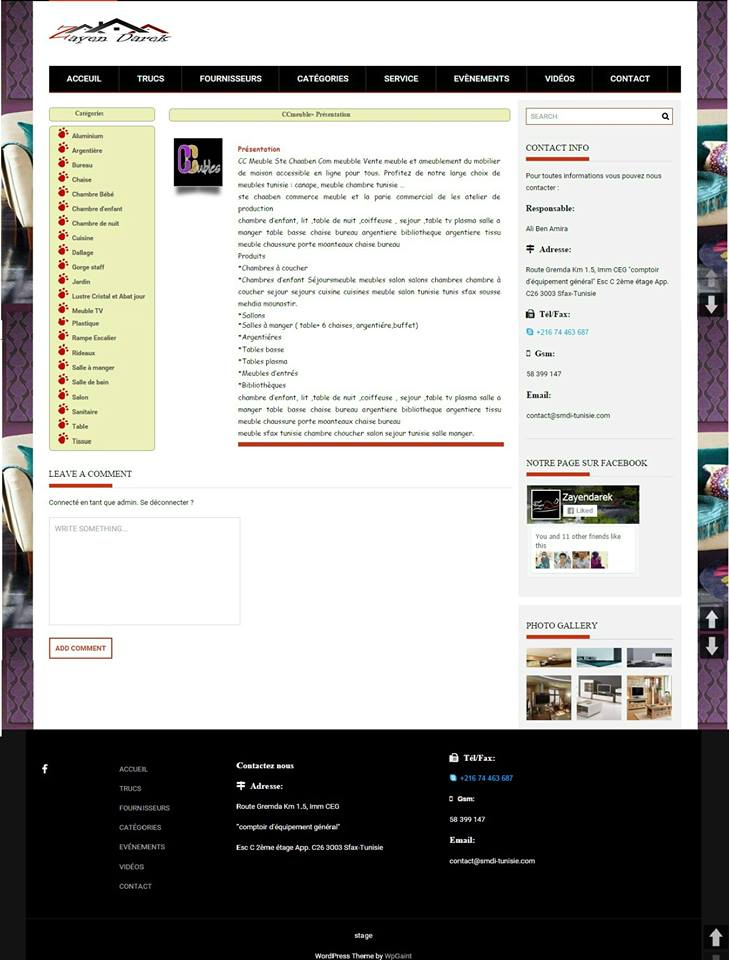 Zayen Darek
ACCEUIL
TRUCS
FOURNISSEURS
CATÉGORIES
SERVICE
EVÈNEMENTS
VIDÉOS
CONTACT
Catégories
Aluminium
Argentière
Bureau
Chaise
Chambre Bébé
Chambre d'enfant
Chambre de nuit
Cuisine
Dallage
Gorge staff
Jardin
Lustre Cristal et Abat jour
Meuble TV
Plastique
Rampe Escalier
Rideaux
Salle à manger
Salle de bain
Salon
Sanitaire
Table
Tissue
CCmeuble> Présentation
CCmeubles
Présentation
CC Meuble Ste Chaaben Com meubble Vente meuble et ameublement du mobilier
de maison accessible en ligne pour tous. Profitez de notre large choix de
meubles tunisie : canape, meuble chambre tunisie ..
ste chaaben commerce meuble et la parie commercial de les atelier de
production
chambre d'enfant, lit ,table de nuit ,coiffeuse , sejour ,table tv plasma salle a
manger table basse chaise bureau argentiere bibliotheque argentiere tissu
meuble chaussure porte moanteaux chaise bureau
Produits
*Chambres à coucher
*Chambres d'enfant Séjoursmeuble meubles salon salons chambres chambre à
coucher sejour sejours cuisine cuisines meuble salon tunisie tunis sfax sousse
mehdia mounastir.
*Sallons
*Salles à manger ( table+ 6 chaises, argentiére,buffet)
*Argentiéres
*Tables basse
*Tables plasma
*Meubles d'entrés
*Bibliothèques
chambre d'enfant, lit ,table de nuit ,coiffeuse , sejour ,table tv plasma salle a
manger table basse chaise bureau argentiere bibliotheque argentiere tissu
meuble chaussure porte moanteaux chaise bureau
meuble sfax tunisie chambre choucher salon sejour tunisie salle manger.
LEAVE A COMMENT
Connecté en tant que admin. Se déconnecter ?
WRITE SOMETHING...
ADD COMMENT
SEARCH
CONTACT INFO
Pour toutes informations vous pouvez nous
contacter :
Responsable:
Ali Ben Amira
Adresse:
Route Gremda Km 1.5, Imm CEG "comptoir
d'équipement général" Esc C 2ème étage App.
C26 3003 Sfax-Tunisie
Tél/Fax:
+216 74 463 687
Gsm:
58 399 147
Email:
contact@smdi-tunisie.com
NOTRE PAGE SUR FACEBOOK
Zayendarek
Liked
You and 11 other friends like
this
PHOTO GALLERY
ACCUEIL
TRUCS
FOURNISSEURS
CATÉGORIES
EVÉNEMENTS
VIDÉOS
CONTACT
Contactez nous
Adresse:
Route Gremda Km 1.5, Imm CEG
"comptoir d'équipement général"
Esc C 2ème étage App. C26 3003 Sfax-Tunisie
Tél/Fax:
+216 74 463 687
Gsm:
58 399 147
Email:
contact@smdi-tunisie.com
stage
WordPress Theme by WpGaint